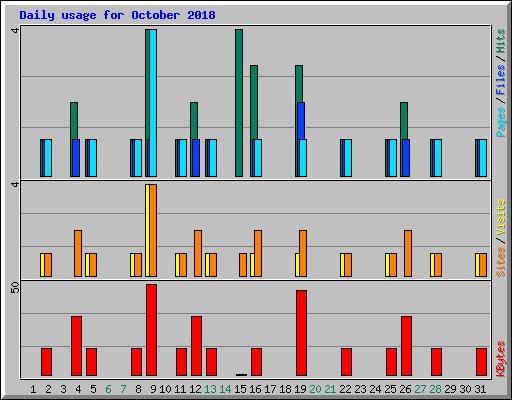 Daily usage for October 2018
4
Pages/Files/Hits
4
Sites/Visits
50
KBytes
1 2 3 4 5 6 7 8 9 10 11 12 13 14 15 16 17 18 19 20 21 22 23 24 25 26 27 28 29 30 31